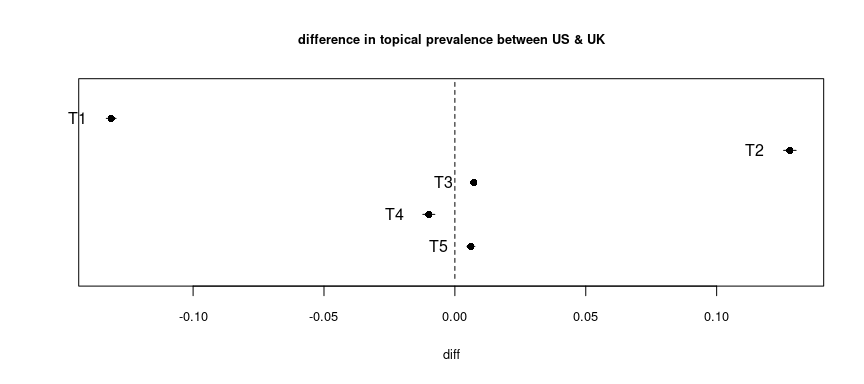 difference in topical prevalence between US & UK
T1
T2
T3
T4
T5
-0.10 -0.05 0.00 0.05 0.10
diff